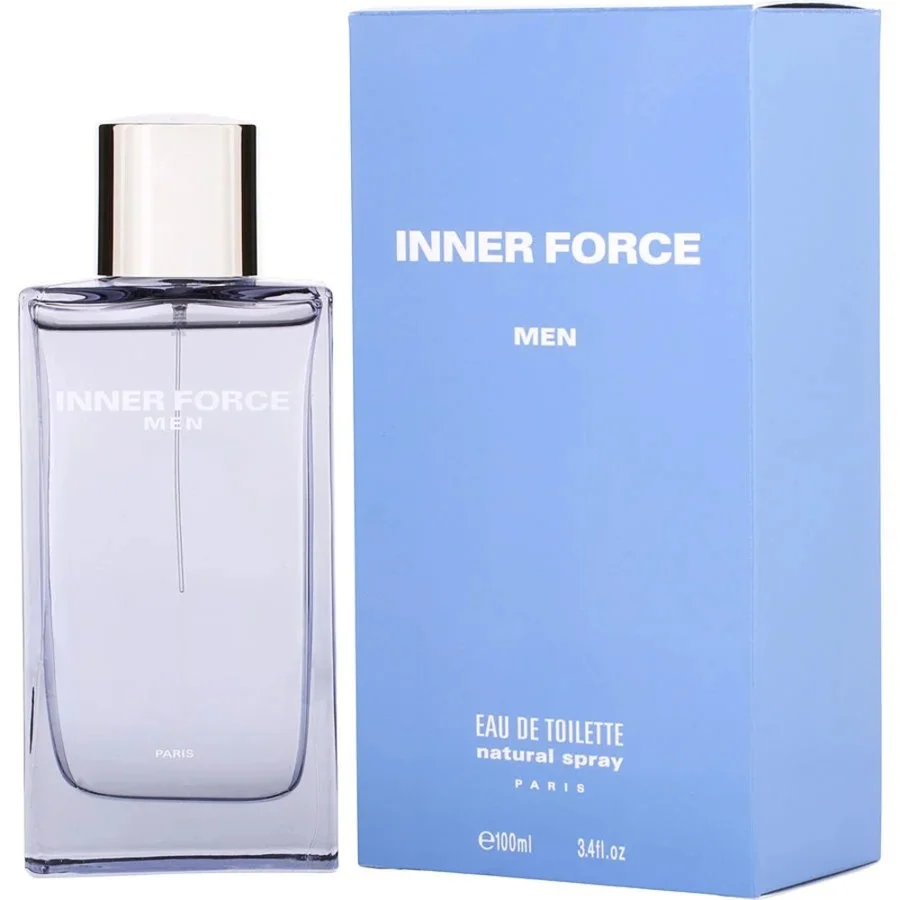 INNER FORCE
MEN
PARIS
INNER FORCE
MEN
EAU DE TOILETTE
natural spray
PARIS
℮100ml 3.4fl.oz